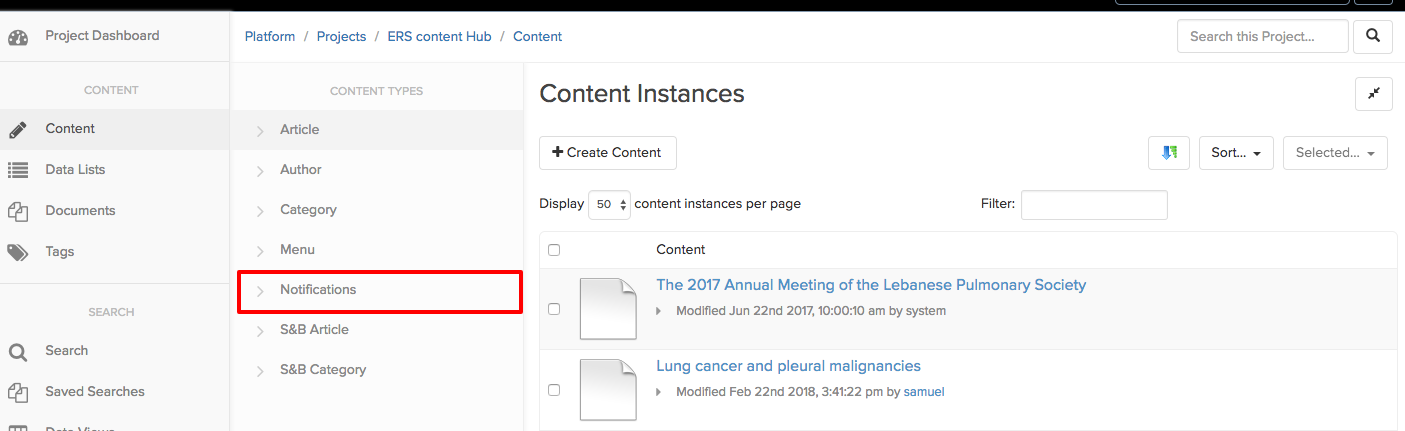 Project Dashboard
CONTENT
Content
Data Lists
Documents
Tags
SEARCH
Search
Saved Searches
Data Views
Platform / Projects / ERS content Hub / Content
Search this Project...
CONTENT TYPES
Article
Author
Category
Menu
Notifications
S&B Article
S&B Category
Content Instances
Create Content
Sort...
Selected...
Display 50 content instances per page
Filter:
Content
The 2017 Annual Meeting of the Lebanese Pulmonary Society
Modified Jun 22nd 2017, 10:00:10 am by system
Lung cancer and pleural malignancies
Modified Feb 22nd 2018, 3:41:22 pm by samuel